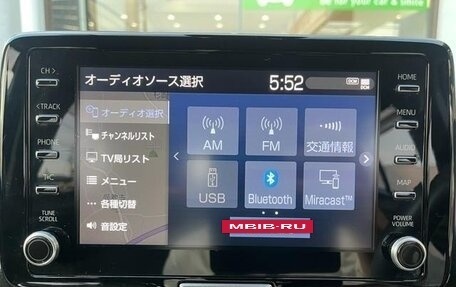 car & smile
CH >
< TRACK
PHONE
T•C
TUNE
SCROLL
オーディオソース選択
5:52
DCM
オーディオ選択
チャンネルリスト
TV局リスト
メニュー
各種切替
音設定
AM
FM
交通情報
USB
Bluetooth
Miracast™
MBIB-RU
HOME
MENU
AUDIO
MAP
POWER
VOLUME